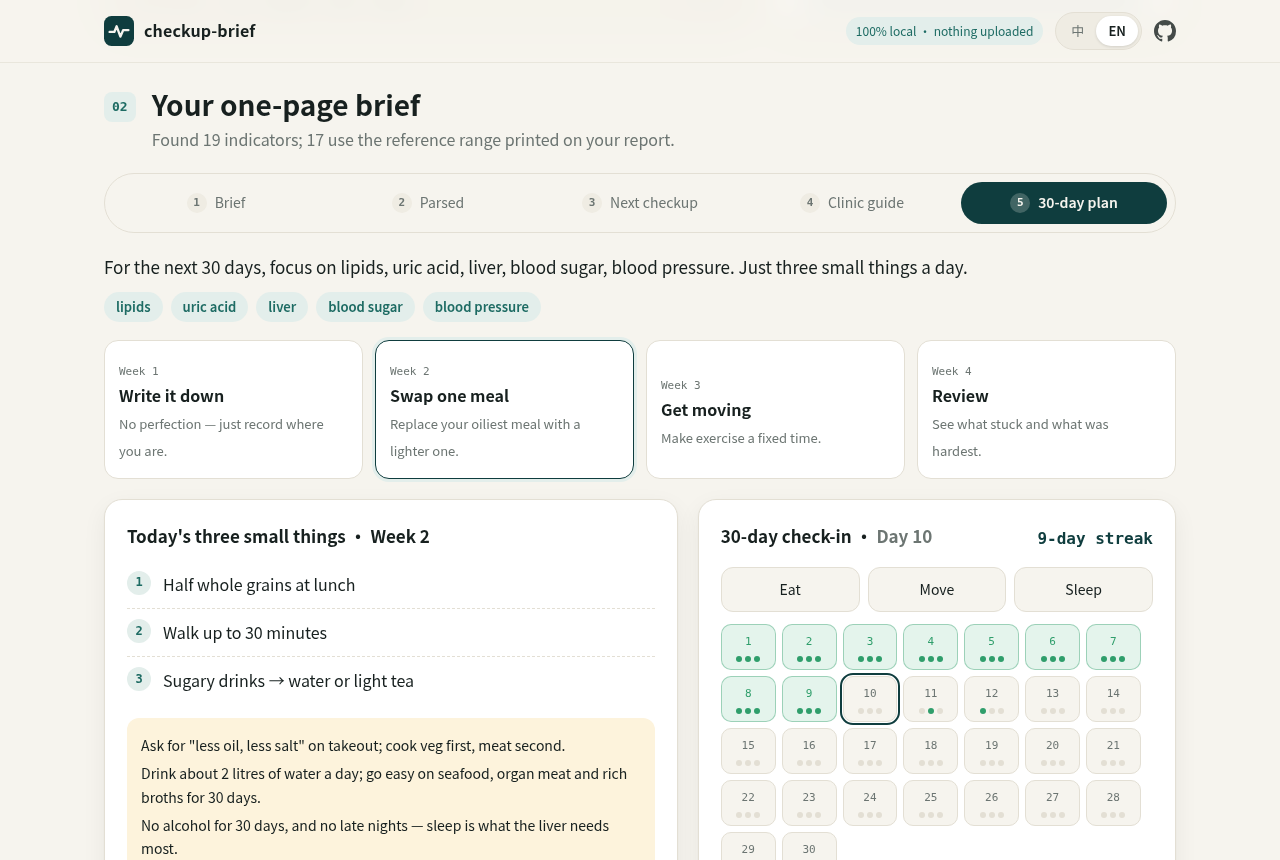 checkup-brief
100% local • nothing uploaded
中 EN
02 Your one-page brief
Found 19 indicators; 17 use the reference range printed on your report.
1 Brief 2 Parsed 3 Next checkup 4 Clinic guide 5 30-day plan
For the next 30 days, focus on lipids, uric acid, liver, blood sugar, blood pressure. Just three small things a day.
lipids uric acid liver blood sugar blood pressure
Week 1
Write it down
No perfection — just record where
you are.
Week 2
Swap one meal
Replace your oiliest meal with a
lighter one.
Week 3
Get moving
Make exercise a fixed time.
Week 4
Review
See what stuck and what was
hardest.
Today's three small things • Week 2
1 Half whole grains at lunch
2 Walk up to 30 minutes
3 Sugary drinks → water or light tea
Ask for "less oil, less salt" on takeout; cook veg first, meat second.
Drink about 2 litres of water a day; go easy on seafood, organ meat and rich
broths for 30 days.
No alcohol for 30 days, and no late nights — sleep is what the liver needs
most.
30-day check-in • Day 10
9-day streak
Eat Move Sleep
1 2 3 4 5 6 7
8 9 10 11 12 13 14
15 16 17 18 19 20 21
22 23 24 25 26 27 28
29 30